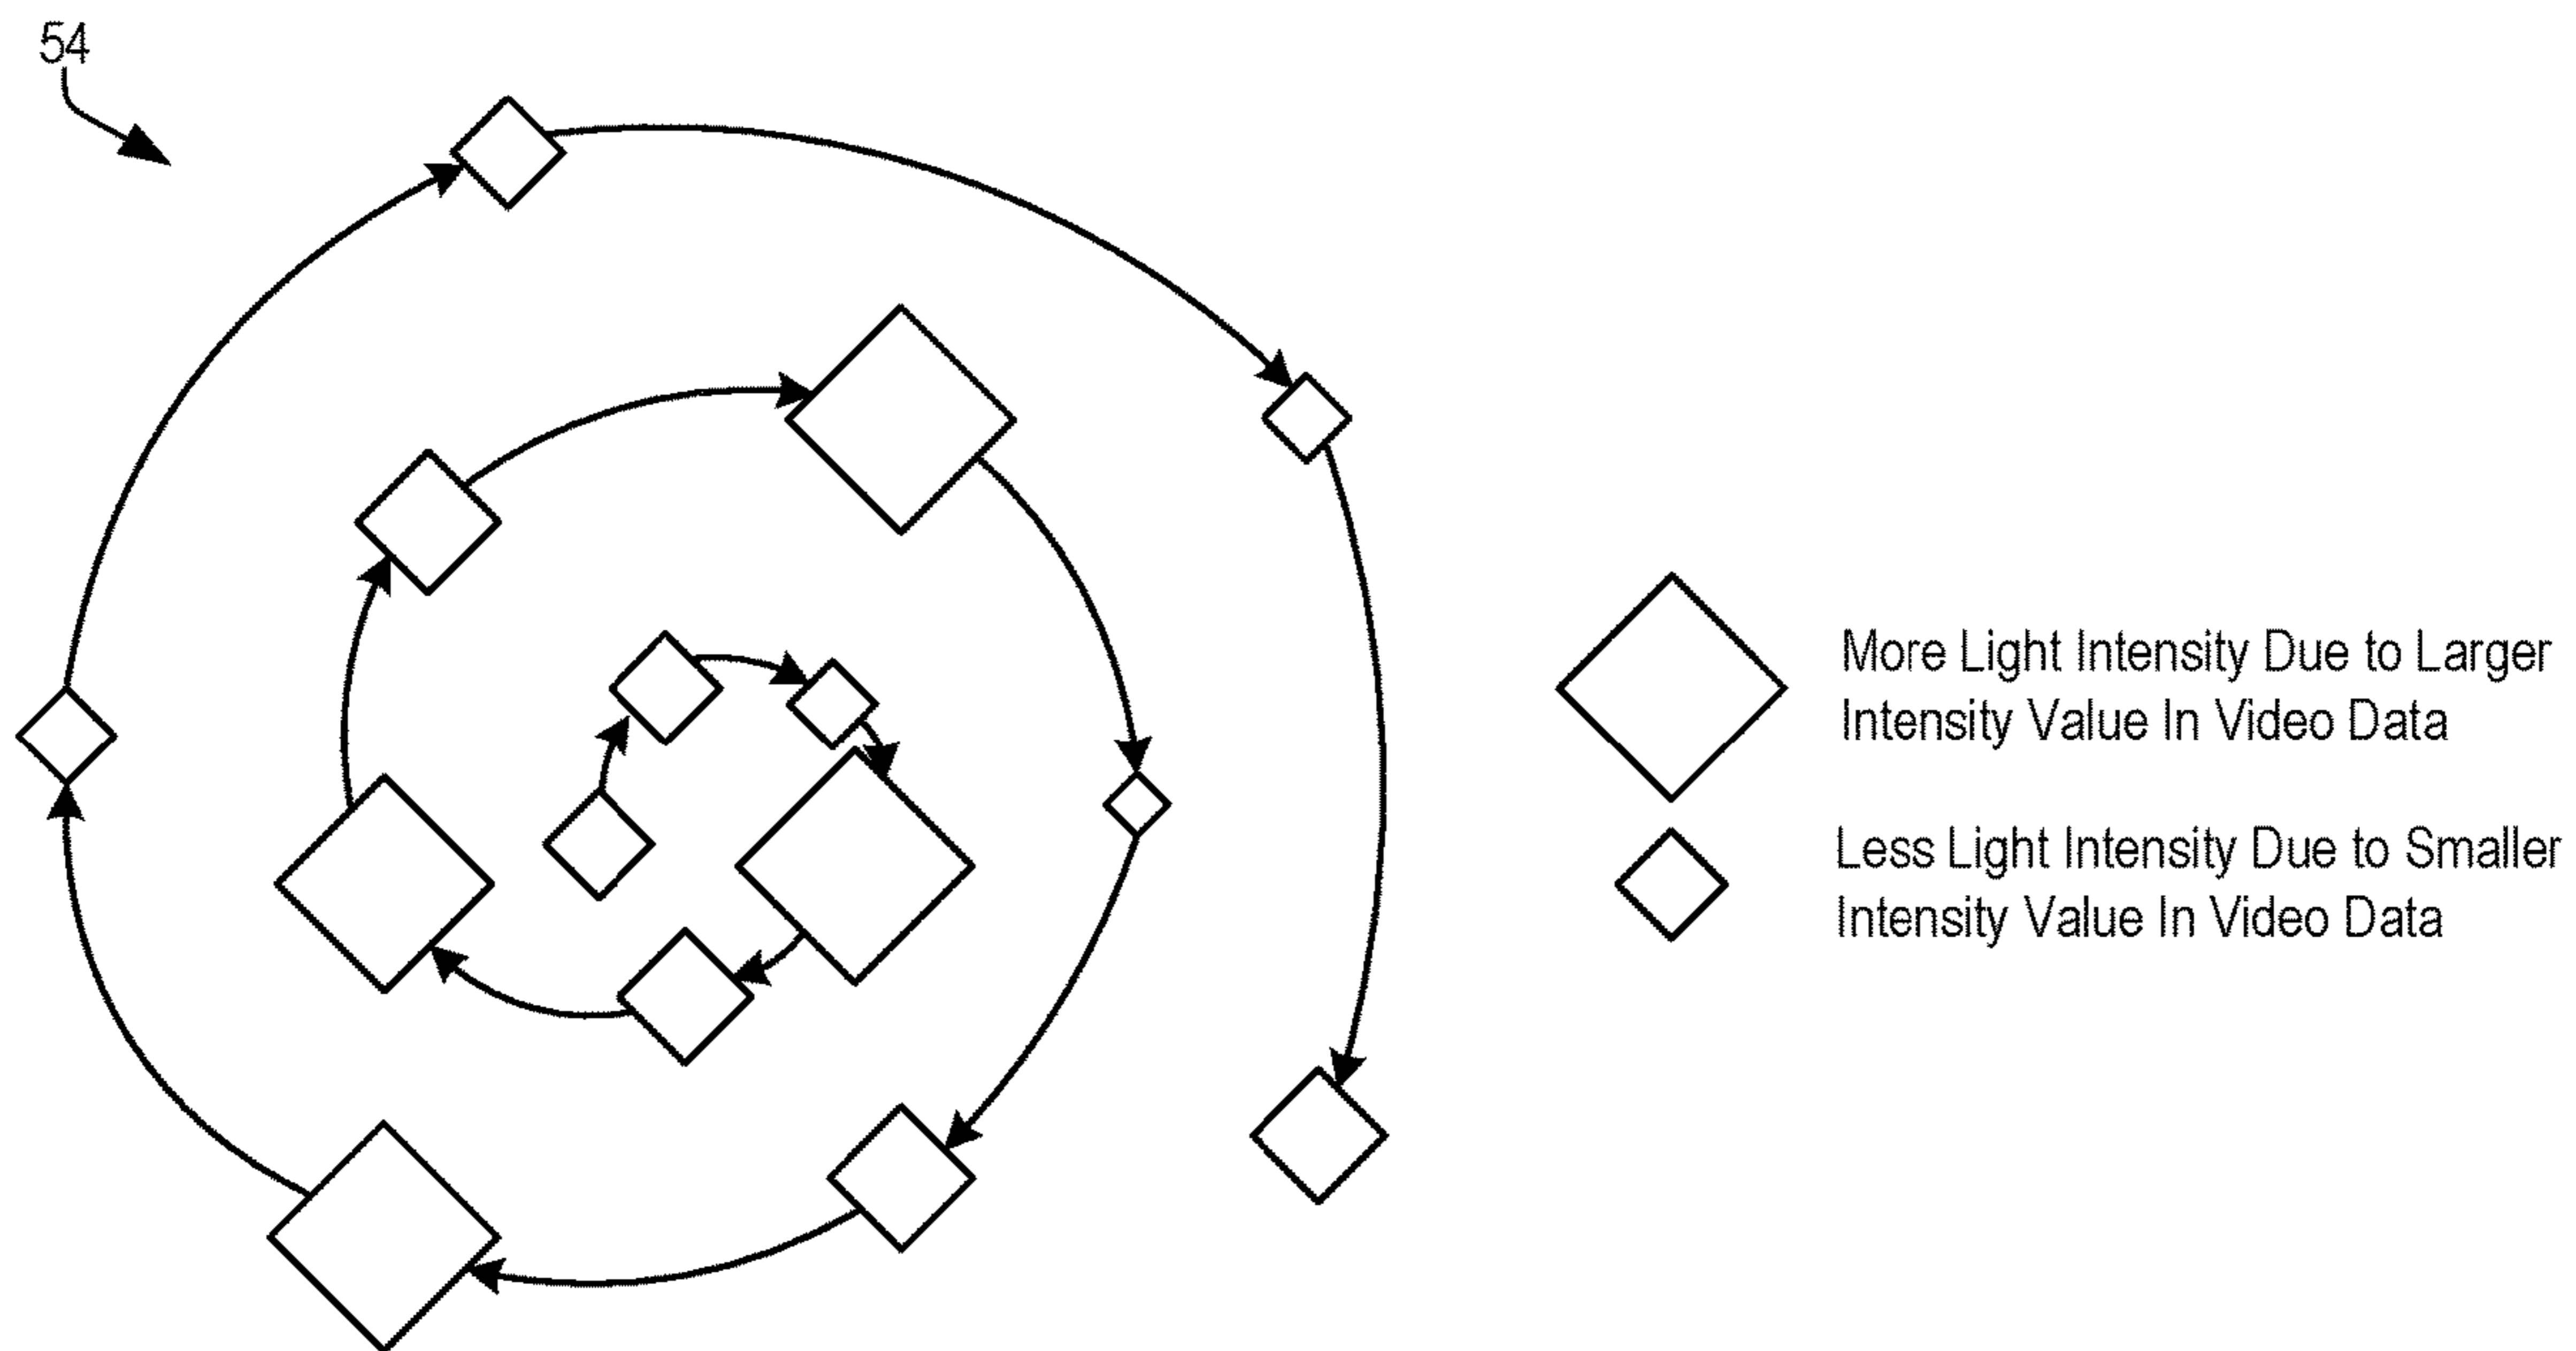 54
More Light Intensity Due to Larger
Intensity Value In Video Data
Less Light Intensity Due to Smaller
Intensity Value In Video Data